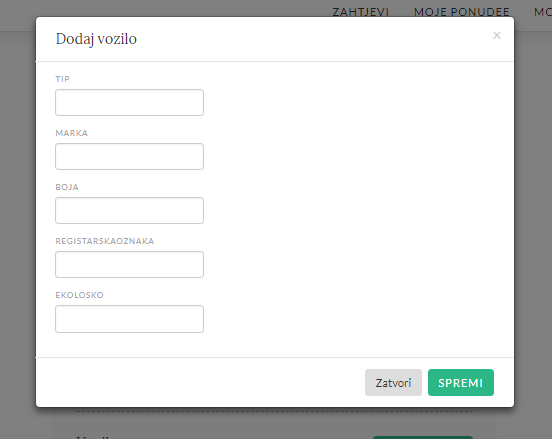 ZAHTJEVI MOJE PONUDEE
Dodaj vozilo ×
TIP
MARKA
BOJA
REGISTARSKAOZNAKA
EKOLOSKO
Zatvori SPREMI